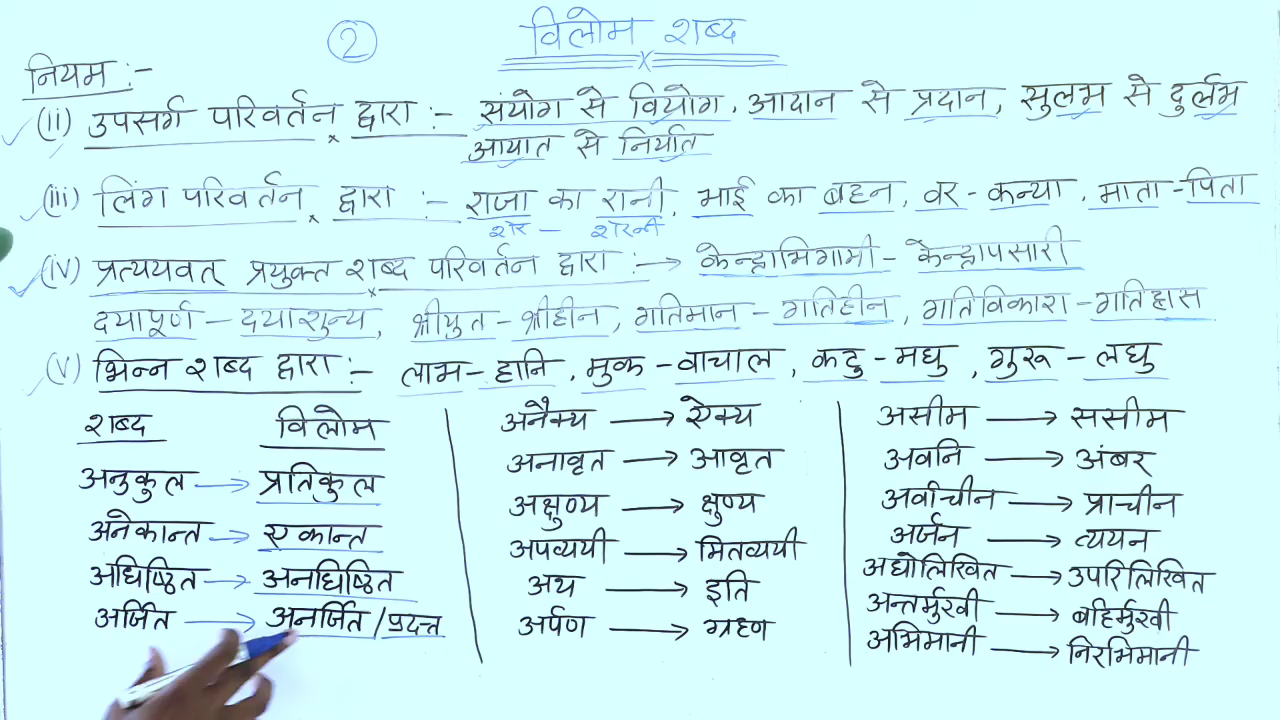 ②
विलोम शब्द
नियम :-
(ii) उपसर्ग परिवर्तन द्वारा :- संयोग से वियोग, आदान से प्रदान, सुलभ से दुर्लभ
आयात से निर्यात
(iii) लिंग परिवर्तन द्वारा :- राजा का रानी, भाई का बहन, वर - कन्या, माता - पिता
शेर - शेरनी
(iv) प्रत्ययवत् प्रयुक्त शब्द परिवर्तन द्वारा :-→ केन्द्राभिगामी - केन्द्रापसारी
दयापूर्ण - दयाशून्य, श्रीयुत - श्रीहीन, गतिमान - गतिहीन, गतिविकारा - गतिहास
(v) भिन्न शब्द द्वारा :- लाभ - हानि, मुक - वाचाल, कटु - मधु, गुरू - लघु
शब्द विलोम
अनुकुल → प्रतिकुल
अनेकान्त → एकान्त
अधिष्ठित → अनधिष्ठित
अर्जित → अनर्जित / प्रदत्त
अनैक्य → ऐक्य
अनावृत → आवृत
अक्षुण्य → क्षुण्य
अपव्ययी → मितव्ययी
अथ → इति
अर्पण → ग्रहण
असीम → ससीम
अवनि → अंबर
अर्वाचीन → प्राचीन
अर्जन → व्ययन
अधोलिखित → उपरिलिखित
अन्तर्मुखी → बहिर्मुखी
अभिमानी → निरभिमानी